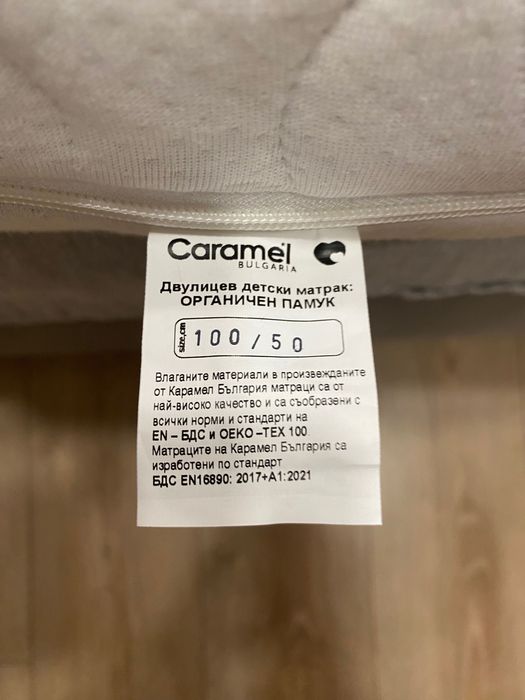 Caramel
BULGARIA
Двулицев детски матрак:
ОРГАНИЧЕН ПАМУК
size,cm 100/50
Влаганите материали в произвежданите
от Карамел България матраци са от
най-високо качество и са съобразени с
всички норми и стандарти на
EN – БДС и OEKO –TEX 100
Матраците на Карамел България са
изработени по стандарт
БДС EN16890: 2017+A1:2021